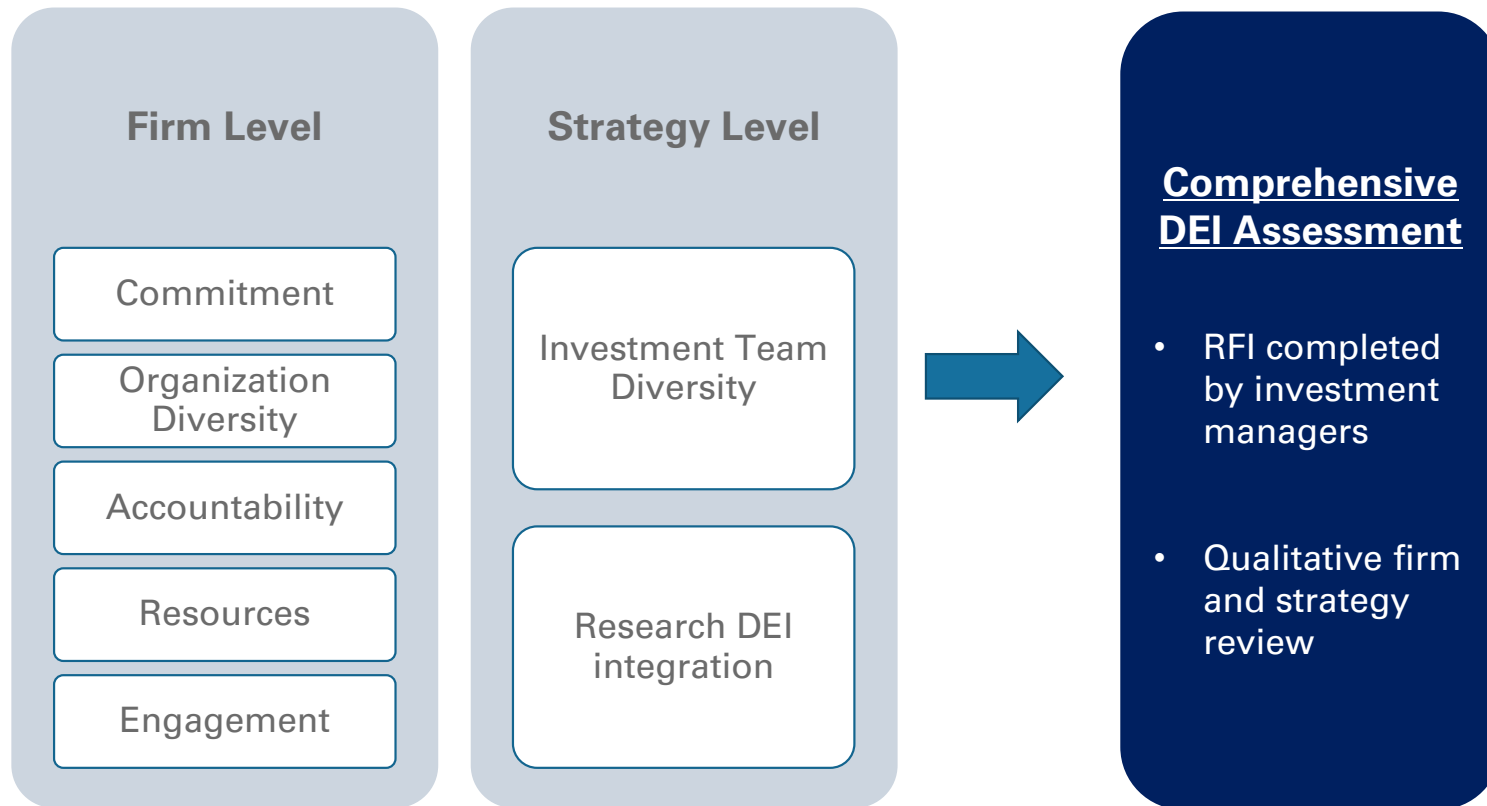 Firm Level
Commitment
Organization
Diversity
Accountability
Resources
Engagement
Strategy Level
Investment Team
Diversity
Research DEI
integration
Comprehensive
DEI Assessment
• RFI completed
by investment
managers
• Qualitative firm
and strategy
review